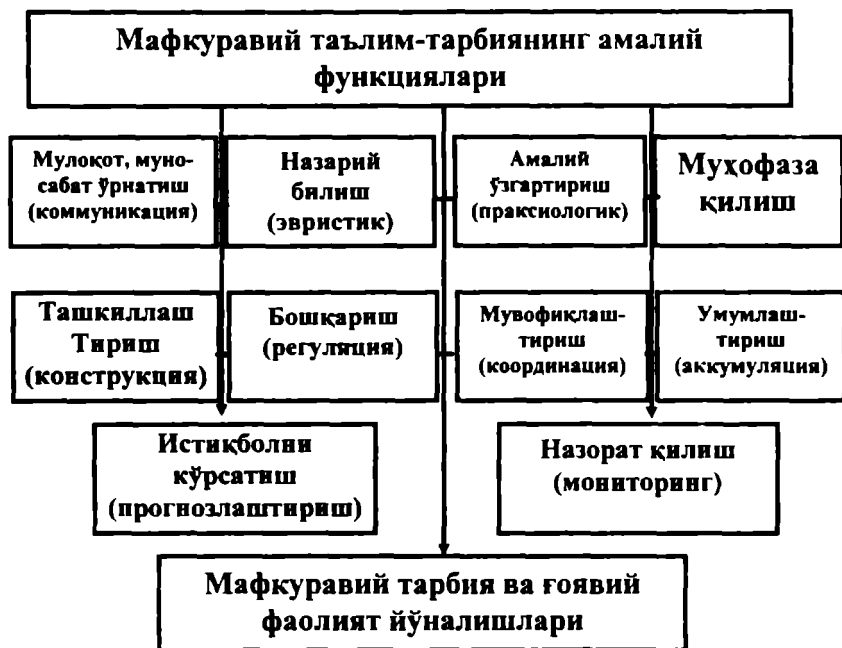 Мафкуравий таълим-тарбиянинг амалий
функциялари
Мулоқот, муно-
сабат ўрнатиш
(коммуникация)
Назарий
билиш
(эвристик)
Амалий
ўзгартириш
(праксиологик)
Муҳофаза
қилиш
Ташкиллаш
Тириш
(конструкция)
Бошқариш
(регуляция)
Мувофиқлаш-
тириш
(координация)
Умумлаш-
тириш
(аккумуляция)
Истиқболни
кўрсатиш
(прогнозлаштириш)
Назорат қилиш
(мониторинг)
Мафкуравий тарбия ва ғоявий
фаолият йўналишлари